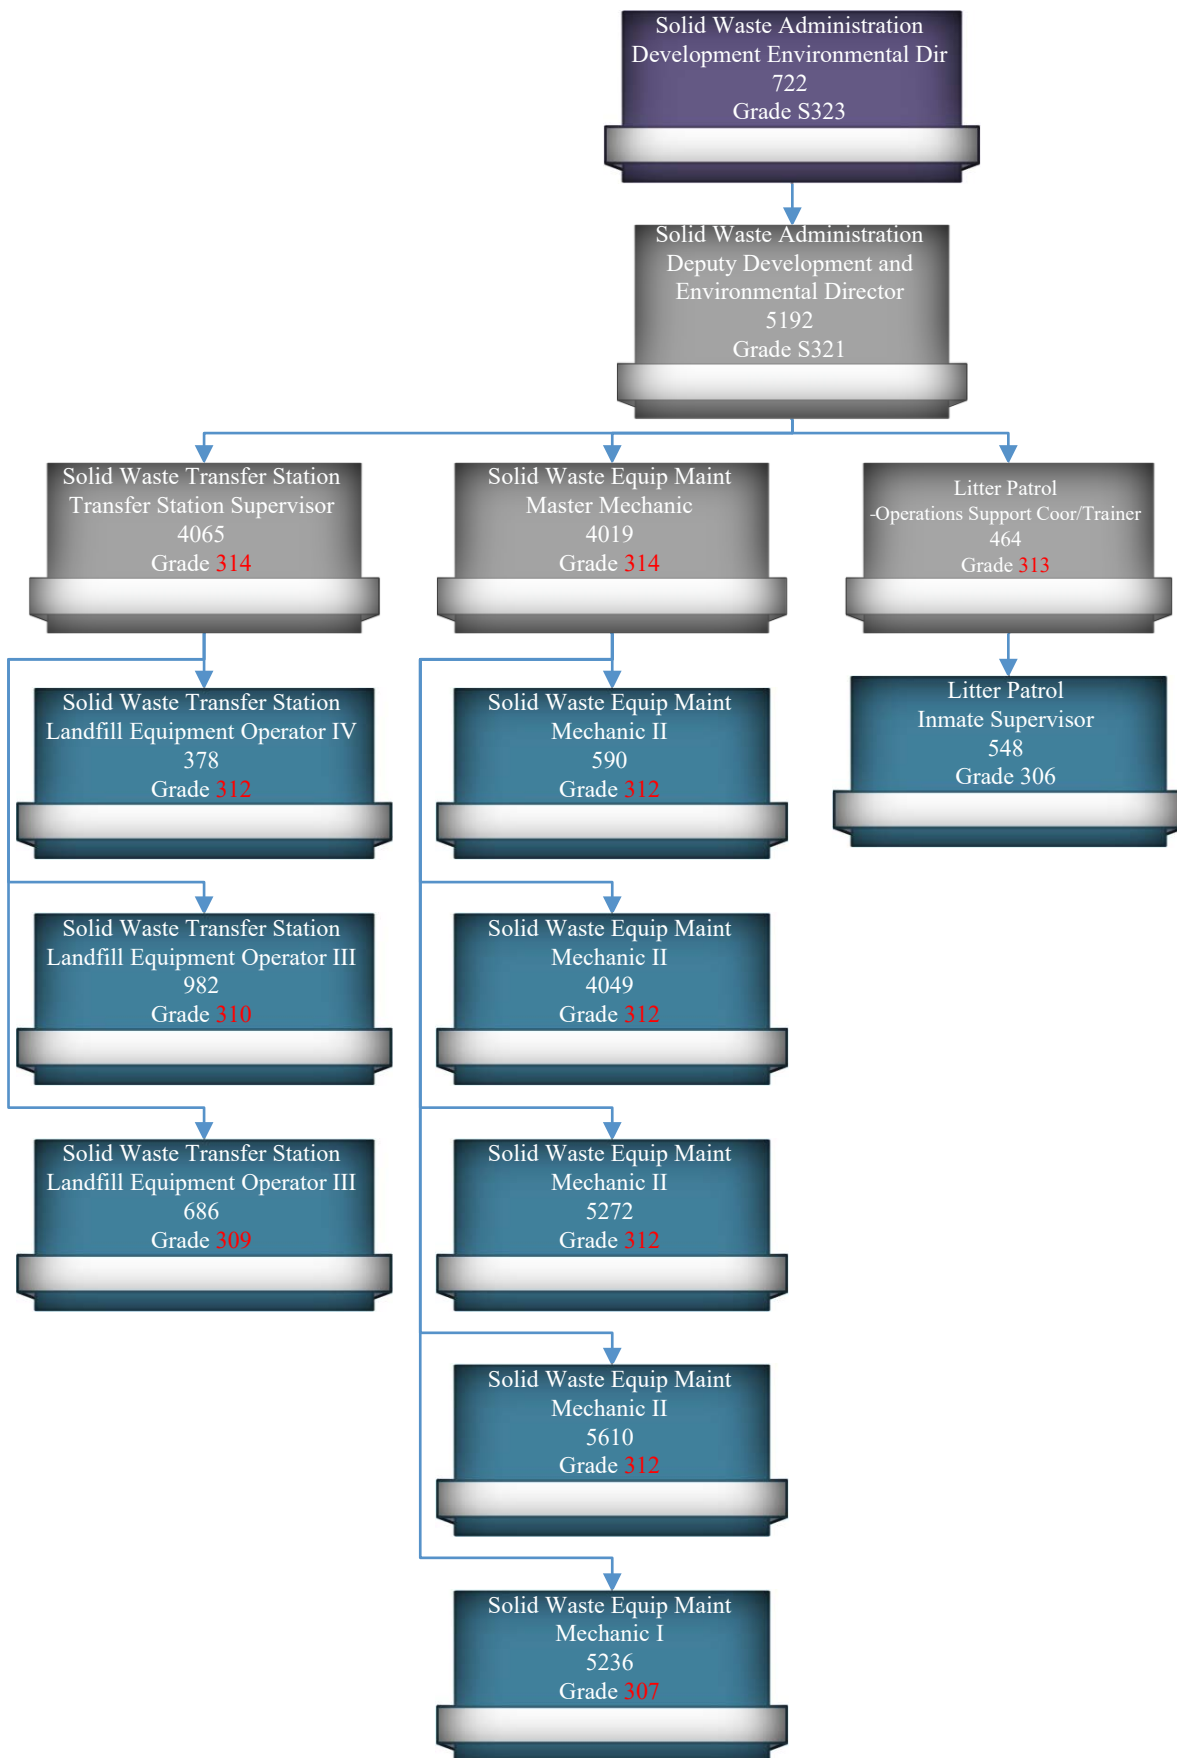 Solid Waste Administration
Development Environmental Dir
722
Grade S323
Solid Waste Administration
Deputy Development and
Environmental Director
5192
Grade S321
Solid Waste Transfer Station
Transfer Station Supervisor
4065
Grade 314
Solid Waste Equip Maint
Master Mechanic
4019
Grade 314
Litter Patrol
-Operations Support Coor/Trainer
464
Grade 313
Solid Waste Transfer Station
Landfill Equipment Operator IV
378
Grade 312
Solid Waste Equip Maint
Mechanic II
590
Grade 312
Litter Patrol
Inmate Supervisor
548
Grade 306
Solid Waste Transfer Station
Landfill Equipment Operator III
982
Grade 310
Solid Waste Equip Maint
Mechanic II
4049
Grade 312
Solid Waste Transfer Station
Landfill Equipment Operator III
686
Grade 309
Solid Waste Equip Maint
Mechanic II
5272
Grade 312
Solid Waste Equip Maint
Mechanic II
5610
Grade 312
Solid Waste Equip Maint
Mechanic I
5236
Grade 307